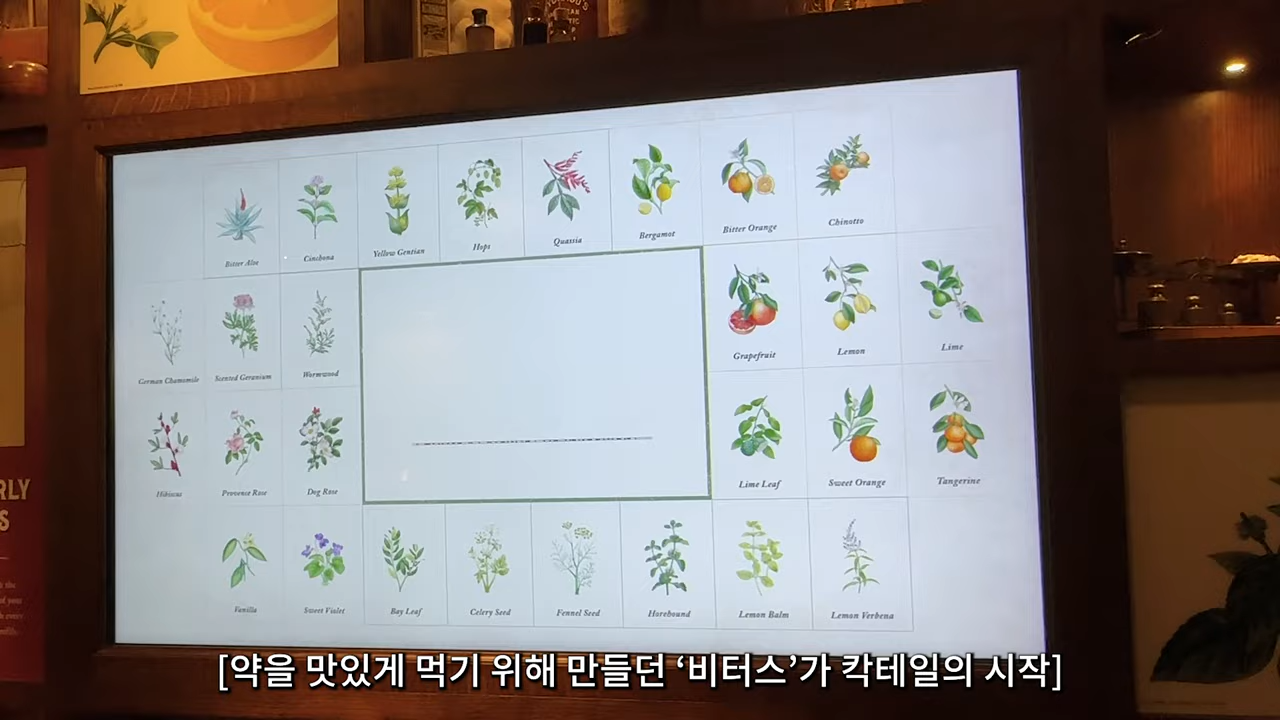 Bitter Aloe
Cinchona
Yellow Gentian
Hops
Quassia
Bergamot
Bitter Orange
Chinotto
German Chamomile
Scented Geranium
Wormwood
Grapefruit
Lemon
Lime
Hibiscus
Provence Rose
Dog Rose
Lime Leaf
Sweet Orange
Tangerine
Vanilla
Sweet Violet
Bay Leaf
Celery Seed
Fennel Seed
Horehound
Lemon Balm
Lemon Verbena
RLY
S
[약을 맛있게 먹기 위해 만들던 ‘비터스’가 칵테일의 시작]